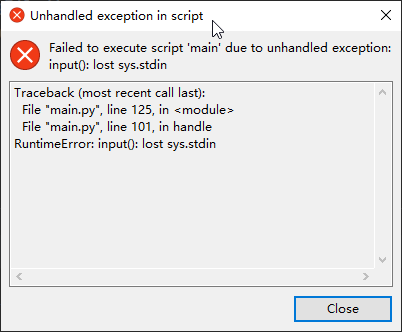 Unhandled exception in script
Failed to execute script 'main' due to unhandled exception:
input(): lost sys.stdin
Traceback (most recent call last):
  File "main.py", line 125, in <module>
  File "main.py", line 101, in handle
RuntimeError: input(): lost sys.stdin
Close